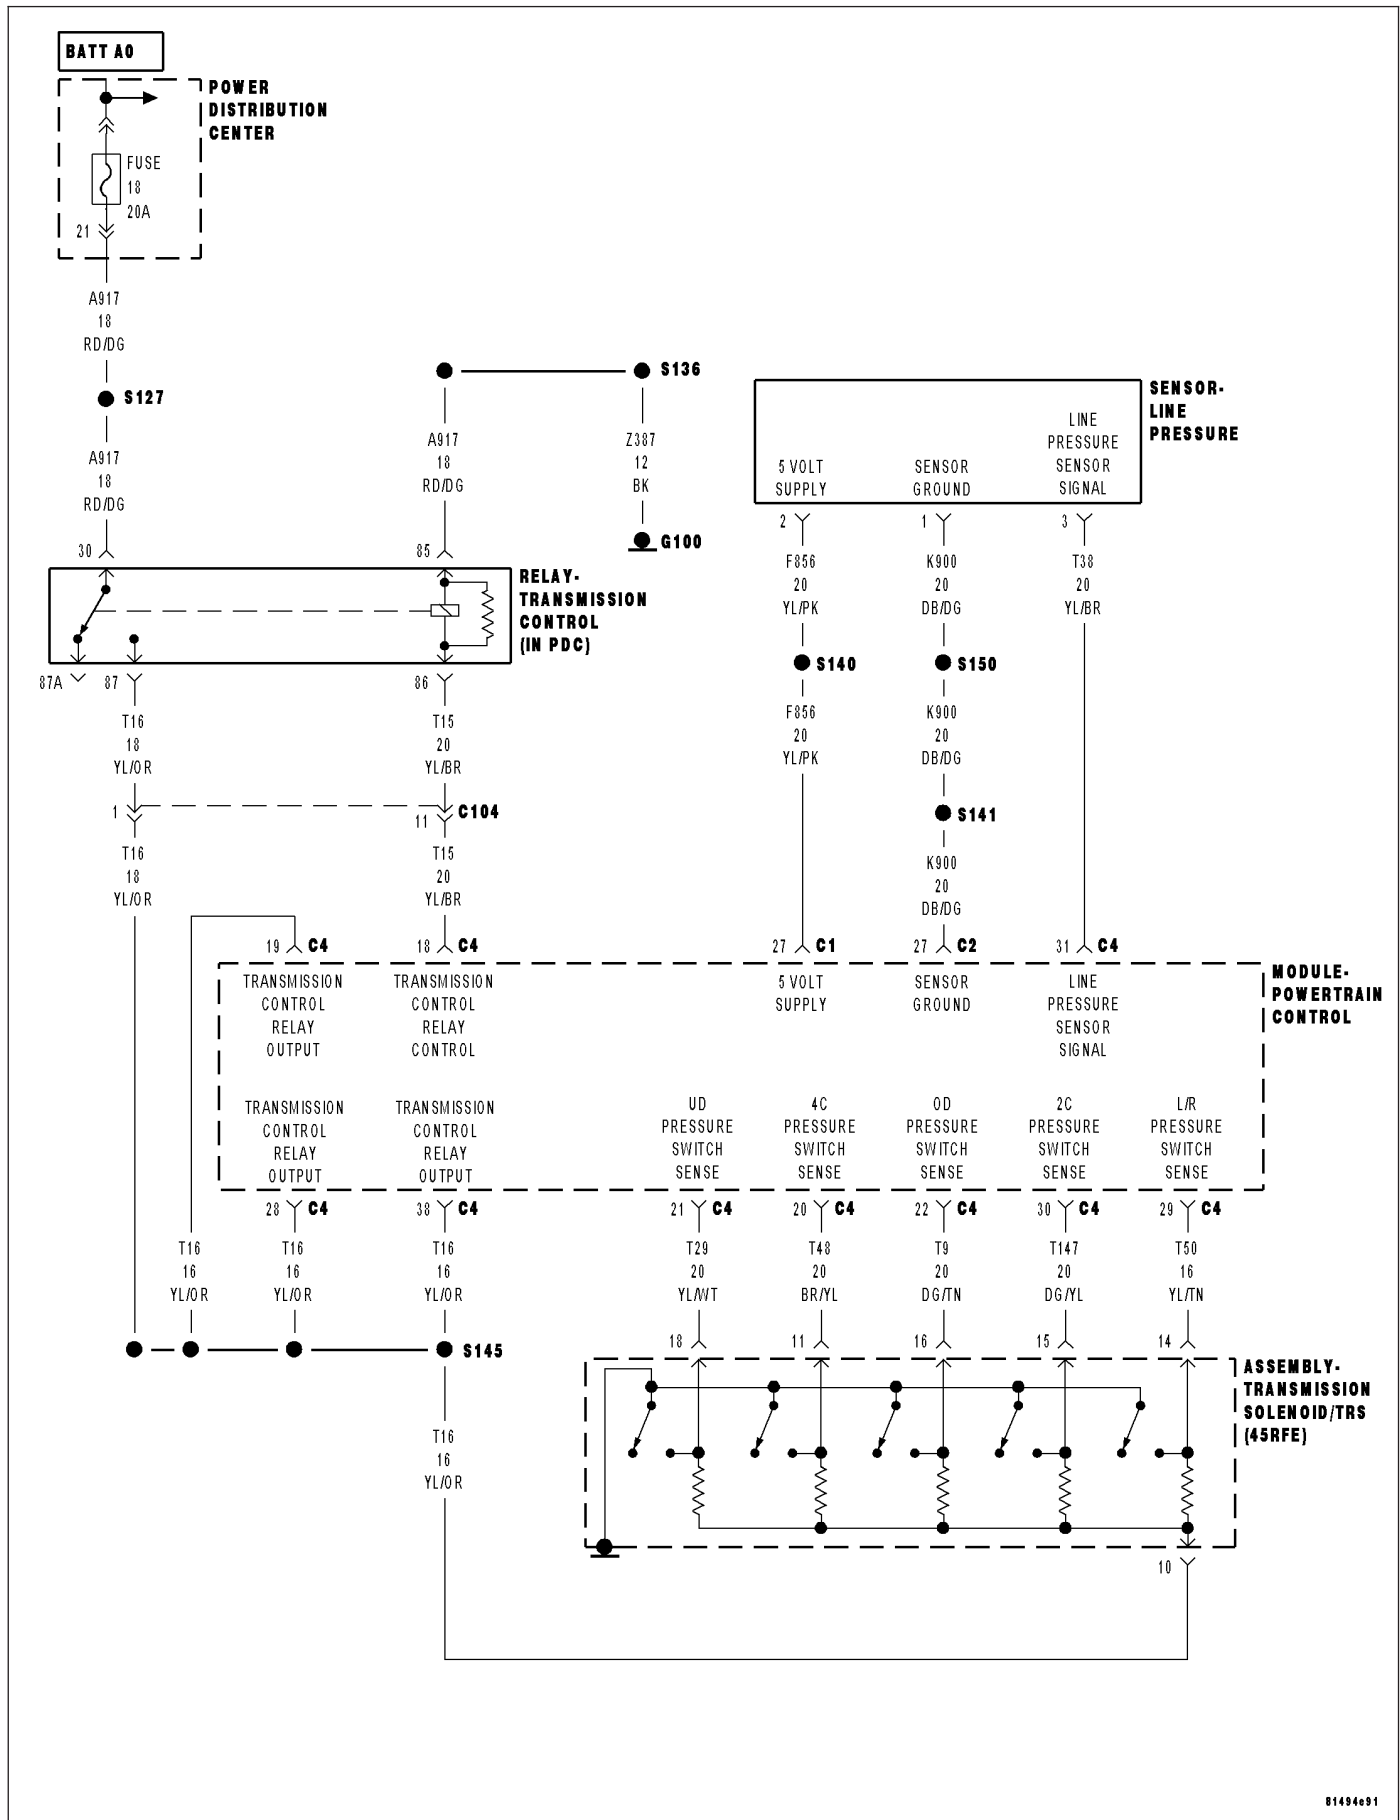 BATT A0
POWER
DISTRIBUTION
CENTER
FUSE
18
20A
21
A917
18
RD/DG
S127
A917
18
RD/DG
30
S136
A917
18
RD/DG
85
Z387
12
BK
G100
RELAY-
TRANSMISSION
CONTROL
(IN PDC)
87A
87
86
T16
18
YL/OR
T15
20
YL/BR
1
11
C104
T16
18
YL/OR
T15
20
YL/BR
SENSOR-
LINE
PRESSURE
5 VOLT
SUPPLY
SENSOR
GROUND
LINE
PRESSURE
SENSOR
SIGNAL
2
1
3
F856
20
YL/PK
K900
20
DB/DG
T38
20
YL/BR
S140
S150
F856
20
YL/PK
K900
20
DB/DG
S141
K900
20
DB/DG
19 C4
18 C4
27 C1
27 C2
31 C4
MODULE-
POWERTRAIN
CONTROL
TRANSMISSION
CONTROL
RELAY
OUTPUT
TRANSMISSION
CONTROL
RELAY
CONTROL
5 VOLT
SUPPLY
SENSOR
GROUND
LINE
PRESSURE
SENSOR
SIGNAL
TRANSMISSION
CONTROL
RELAY
OUTPUT
TRANSMISSION
CONTROL
RELAY
OUTPUT
UD
PRESSURE
SWITCH
SENSE
4C
PRESSURE
SWITCH
SENSE
OD
PRESSURE
SWITCH
SENSE
2C
PRESSURE
SWITCH
SENSE
L/R
PRESSURE
SWITCH
SENSE
28 C4
38 C4
21 C4
20 C4
22 C4
30 C4
29 C4
T16
16
YL/OR
T16
16
YL/OR
T16
16
YL/OR
T29
20
YL/WT
T48
20
BR/YL
T9
20
DG/TN
T147
20
DG/YL
T50
16
YL/TN
S145
18
11
16
15
14
ASSEMBLY-
TRANSMISSION
SOLENOID/TRS
(45RFE)
T16
16
YL/OR
10
81494e91